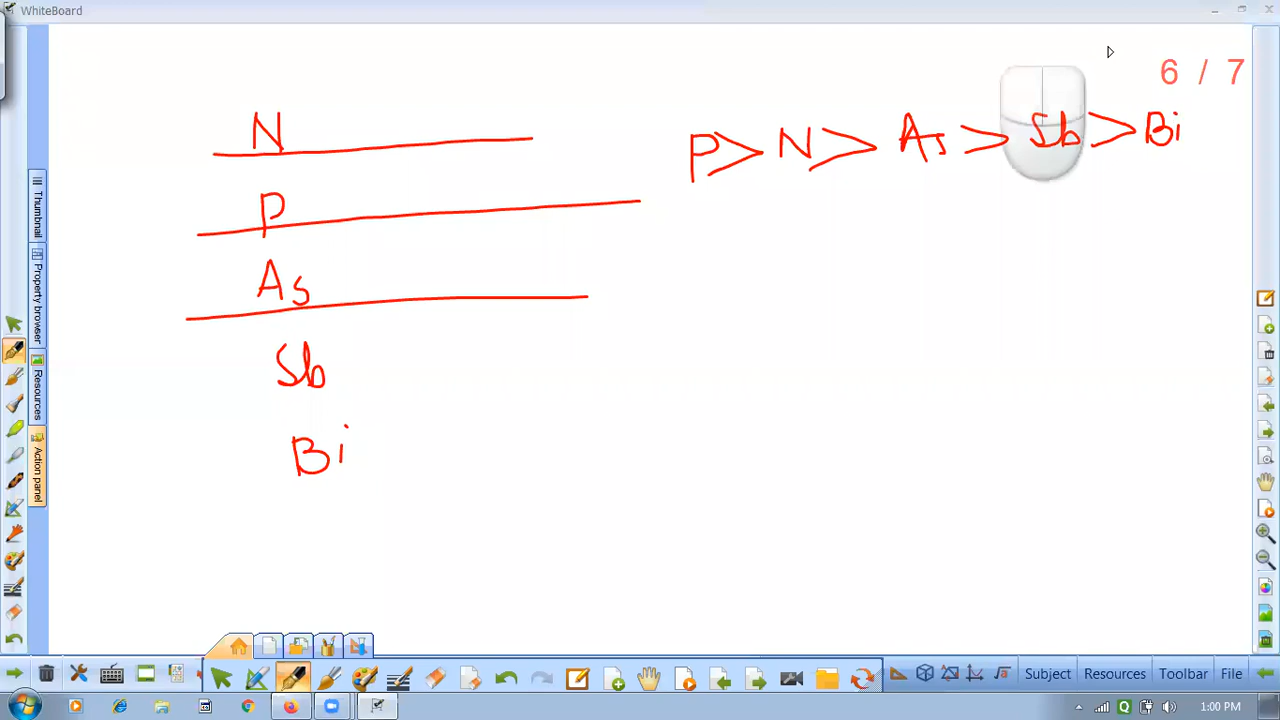 WhiteBoard
6 / 7
N
P > N > As > Sb > Bi
P
As
Sb
Bi
Thumbnail
Property browser
Resources
Action panel
Subject
Resources
Toolbar
File
1:00 PM